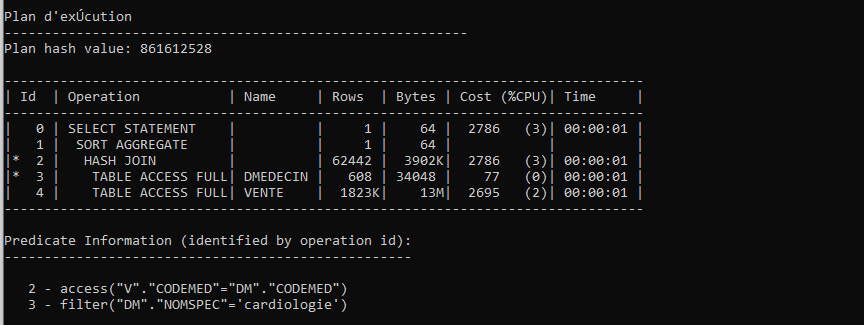 Plan d'exÚcution
----------------------------------------------------------
Plan hash value: 861612528
--------------------------------------------------------------------------------
| Id  | Operation           | Name     | Rows  | Bytes | Cost (%CPU)| Time     |
--------------------------------------------------------------------------------
|   0 | SELECT STATEMENT    |          |     1 |    64 |  2786   (3)| 00:00:01 |
|   1 |  SORT AGGREGATE     |          |     1 |    64 |            |          |
|*  2 |   HASH JOIN         |          | 62442 |  3902K|  2786   (3)| 00:00:01 |
|*  3 |    TABLE ACCESS FULL| DMEDECIN |   608 | 34048 |    77   (0)| 00:00:01 |
|   4 |    TABLE ACCESS FULL| VENTE    |  1823K|    13M|  2695   (2)| 00:00:01 |
--------------------------------------------------------------------------------
Predicate Information (identified by operation id):
---------------------------------------------------
2 - access("V"."CODEMED"="DM"."CODEMED")
3 - filter("DM"."NOMSPEC"='cardiologie')